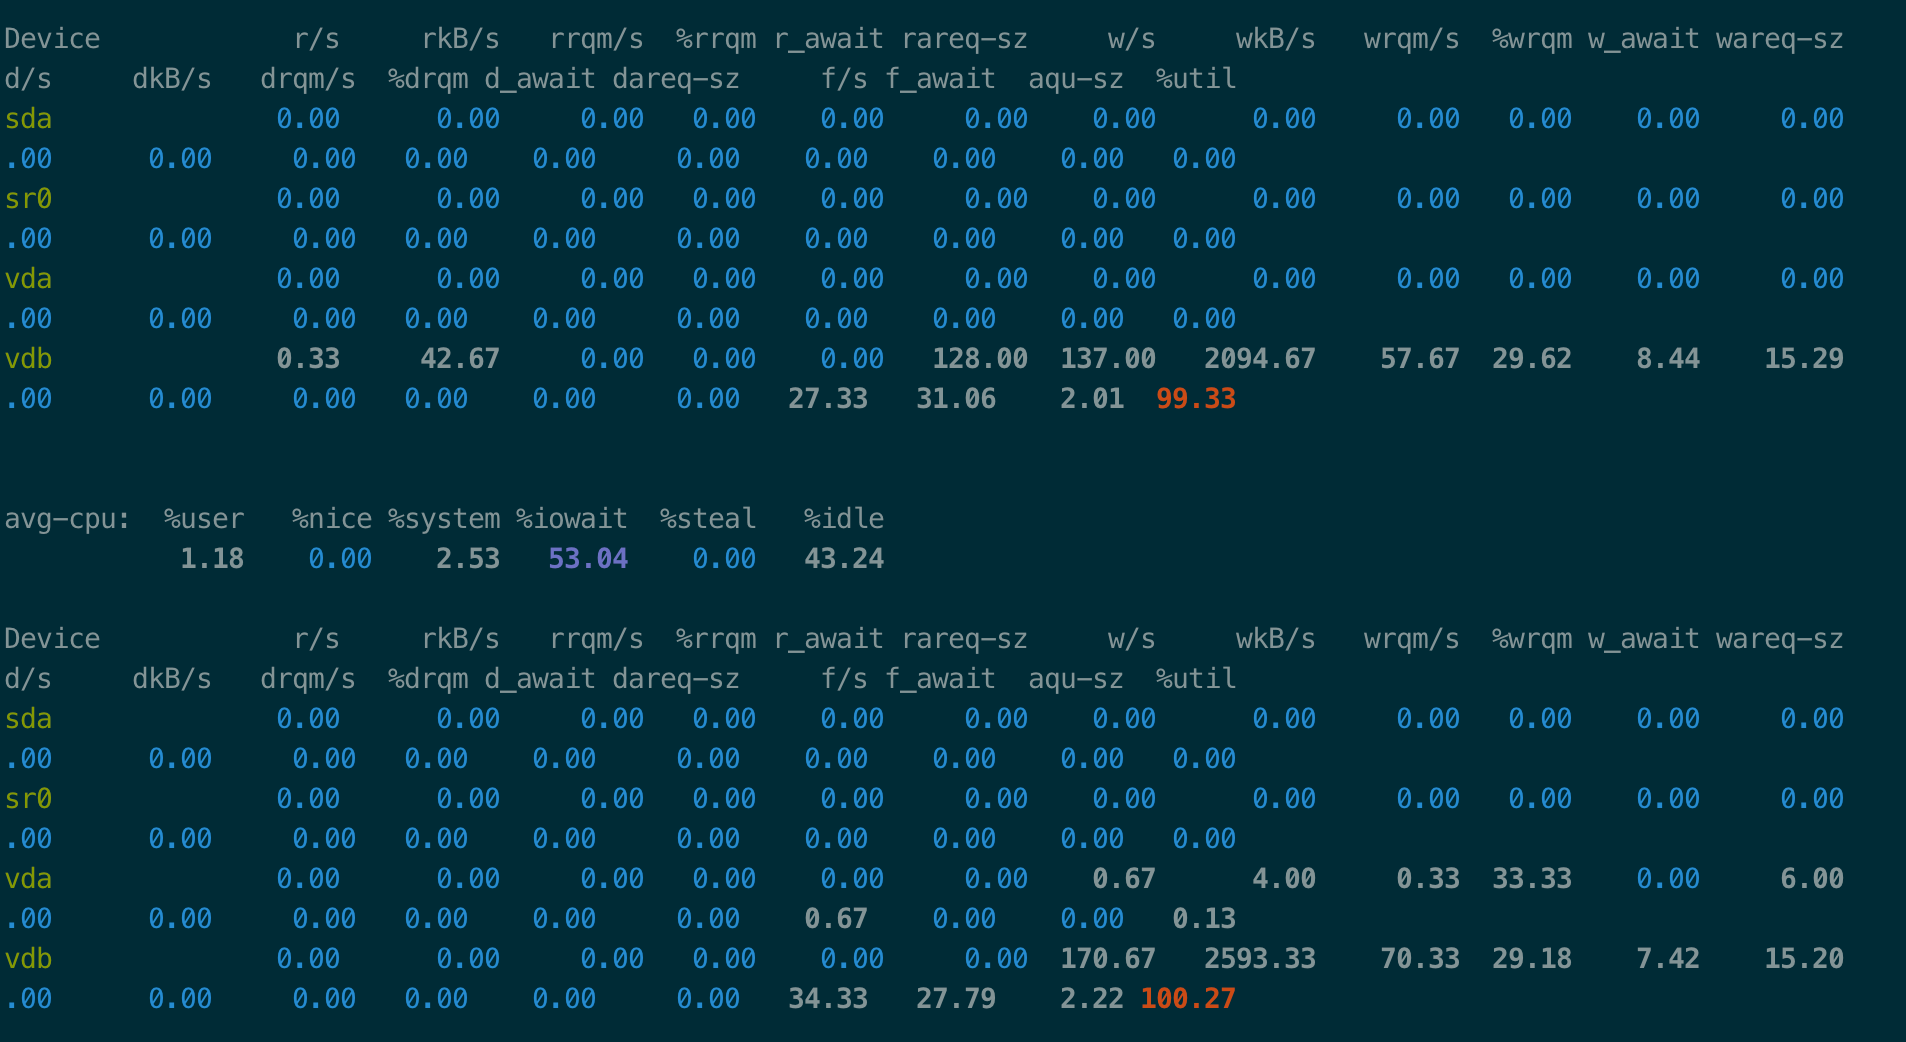 Device r/s rkB/s rrqm/s %rrqm r_await rareq-sz w/s wkB/s wrqm/s %wrqm w_await wareq-sz
d/s dkB/s drqm/s %drqm d_await dareq-sz f/s f_await aqu-sz %util
sda 0.00 0.00 0.00 0.00 0.00 0.00 0.00 0.00 0.00 0.00 0.00 0.00
.00 0.00 0.00 0.00 0.00 0.00 0.00 0.00 0.00 0.00
sr0 0.00 0.00 0.00 0.00 0.00 0.00 0.00 0.00 0.00 0.00 0.00 0.00
.00 0.00 0.00 0.00 0.00 0.00 0.00 0.00 0.00 0.00
vda 0.00 0.00 0.00 0.00 0.00 0.00 0.00 0.00 0.00 0.00 0.00 0.00
.00 0.00 0.00 0.00 0.00 0.00 0.00 0.00 0.00 0.00
vdb 0.33 42.67 0.00 0.00 0.00 128.00 137.00 2094.67 57.67 29.62 8.44 15.29
.00 0.00 0.00 0.00 0.00 0.00 27.33 31.06 2.01 99.33
avg-cpu: %user %nice %system %iowait %steal %idle
1.18 0.00 2.53 53.04 0.00 43.24
Device r/s rkB/s rrqm/s %rrqm r_await rareq-sz w/s wkB/s wrqm/s %wrqm w_await wareq-sz
d/s dkB/s drqm/s %drqm d_await dareq-sz f/s f_await aqu-sz %util
sda 0.00 0.00 0.00 0.00 0.00 0.00 0.00 0.00 0.00 0.00 0.00 0.00
.00 0.00 0.00 0.00 0.00 0.00 0.00 0.00 0.00 0.00
sr0 0.00 0.00 0.00 0.00 0.00 0.00 0.00 0.00 0.00 0.00 0.00 0.00
.00 0.00 0.00 0.00 0.00 0.00 0.00 0.00 0.00 0.00
vda 0.00 0.00 0.00 0.00 0.00 0.00 0.67 4.00 0.33 33.33 0.00 6.00
.00 0.00 0.00 0.00 0.00 0.00 0.67 0.00 0.00 0.13
vdb 0.00 0.00 0.00 0.00 0.00 0.00 170.67 2593.33 70.33 29.18 7.42 15.20
.00 0.00 0.00 0.00 0.00 0.00 34.33 27.79 2.22 100.27